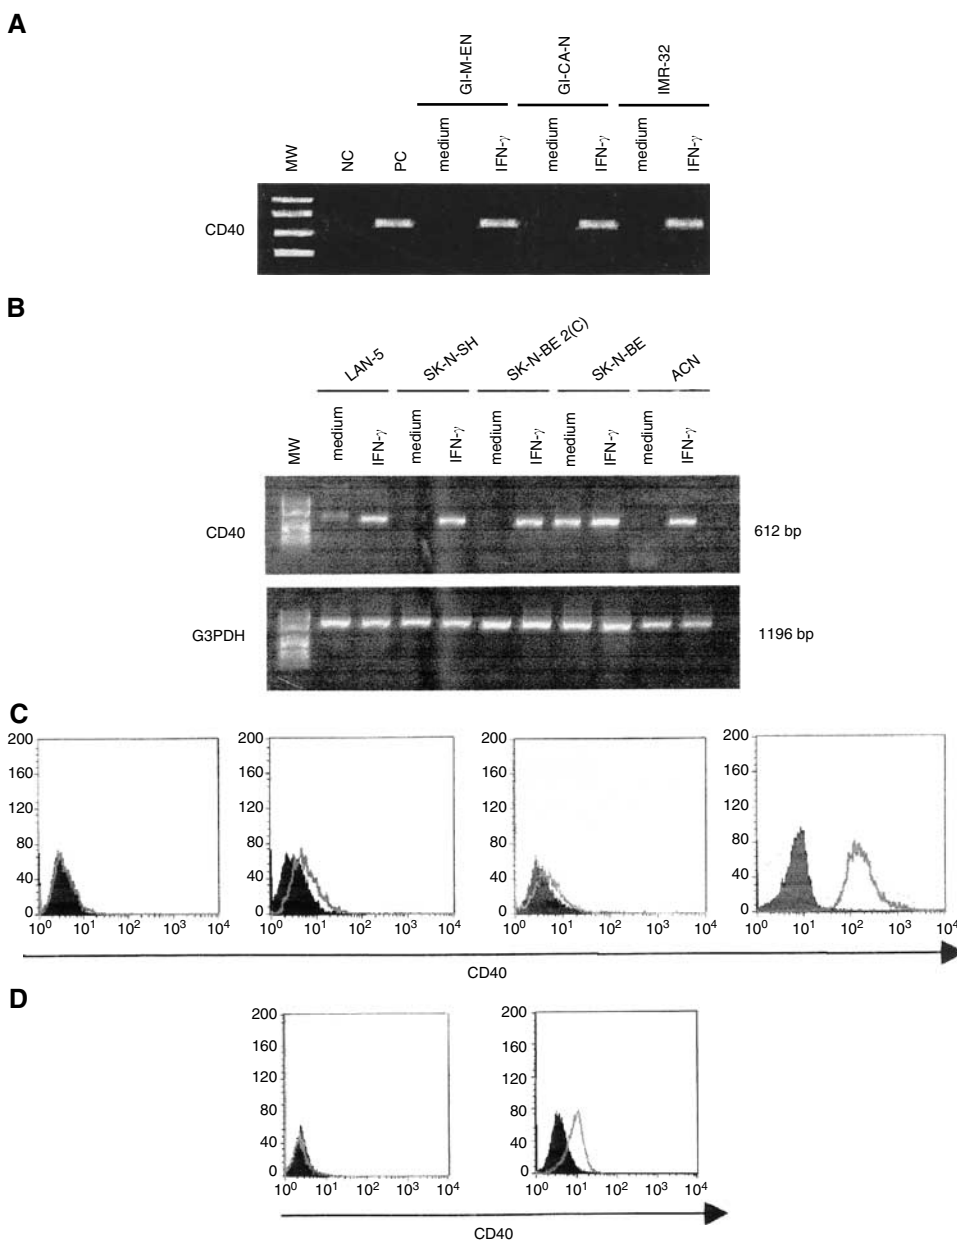 A
GI-M-EN
GI-CA-N
IMR-32
MW
NC
PC
medium
IFN-γ
medium
IFN-γ
medium
IFN-γ
CD40
B
LAN-5
SK-N-SH
SK-N-BE 2(C)
SK-N-BE
ACN
MW
medium
IFN-γ
medium
IFN-γ
medium
IFN-γ
medium
IFN-γ
medium
IFN-γ
CD40
612 bp
G3PDH
1196 bp
C
200
160
120
80
40
0
10⁰ 10¹ 10² 10³ 10⁴
200
160
120
80
40
0
10⁰ 10¹ 10² 10³ 10⁴
200
160
120
80
40
0
10⁰ 10¹ 10² 10³ 10⁴
200
160
120
80
40
0
10⁰ 10¹ 10² 10³ 10⁴
CD40
D
200
160
120
80
40
0
10⁰ 10¹ 10² 10³ 10⁴
200
160
120
80
40
0
10⁰ 10¹ 10² 10³ 10⁴
CD40